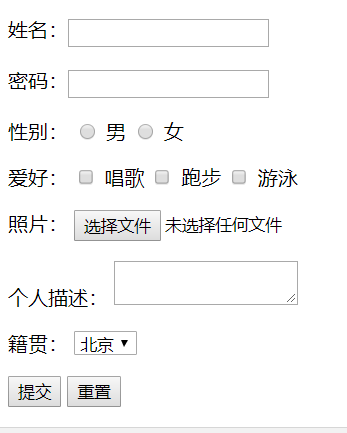 姓名：
密码：
性别： 男 女
爱好： 唱歌 跑步 游泳
照片： 选择文件 未选择任何文件
个人描述：
籍贯： 北京
提交 重置